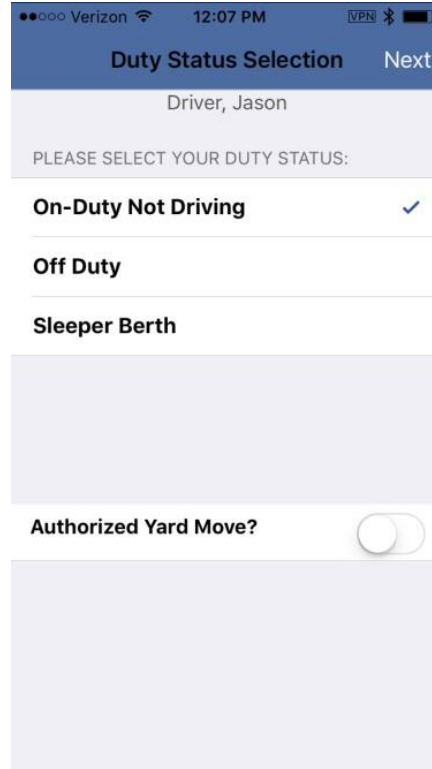 Verizon 12:07 PM VPN
Duty Status Selection Next
Driver, Jason
PLEASE SELECT YOUR DUTY STATUS:
On-Duty Not Driving
Off Duty
Sleeper Berth
Authorized Yard Move?